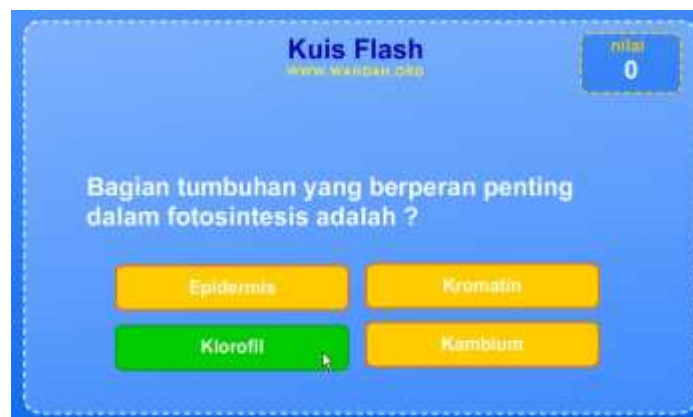 Kuis Flash
WWW.WANDAH.ORG
nilai
0
Bagian tumbuhan yang berperan penting
dalam fotosintesis adalah ?
Epidermis
Kromatin
Klorofil
Kambium